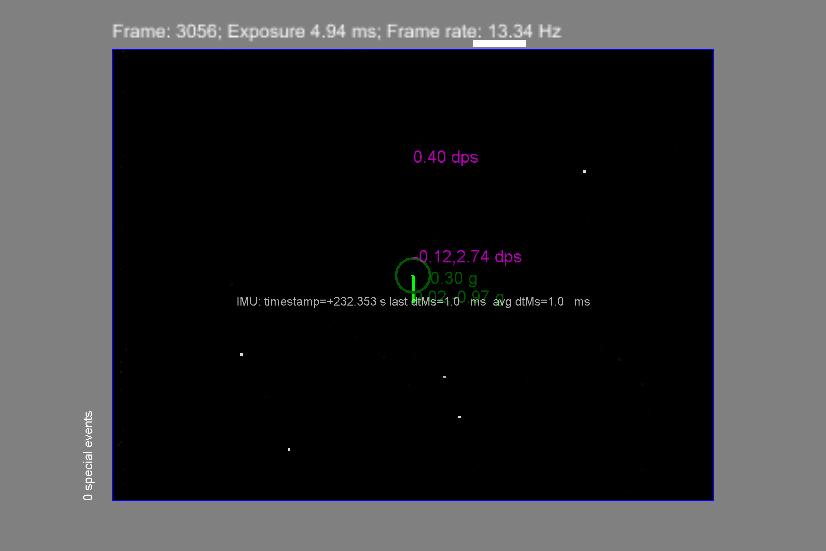 Frame: 3056; Exposure 4.94 ms; Frame rate: 13.34 Hz
0.40 dps
-0.12,2.74 dps
0.30 g
0.97 g
IMU: timestamp=+232.353 s last dtMs=1.0 ms avg dtMs=1.0 ms
0 special events